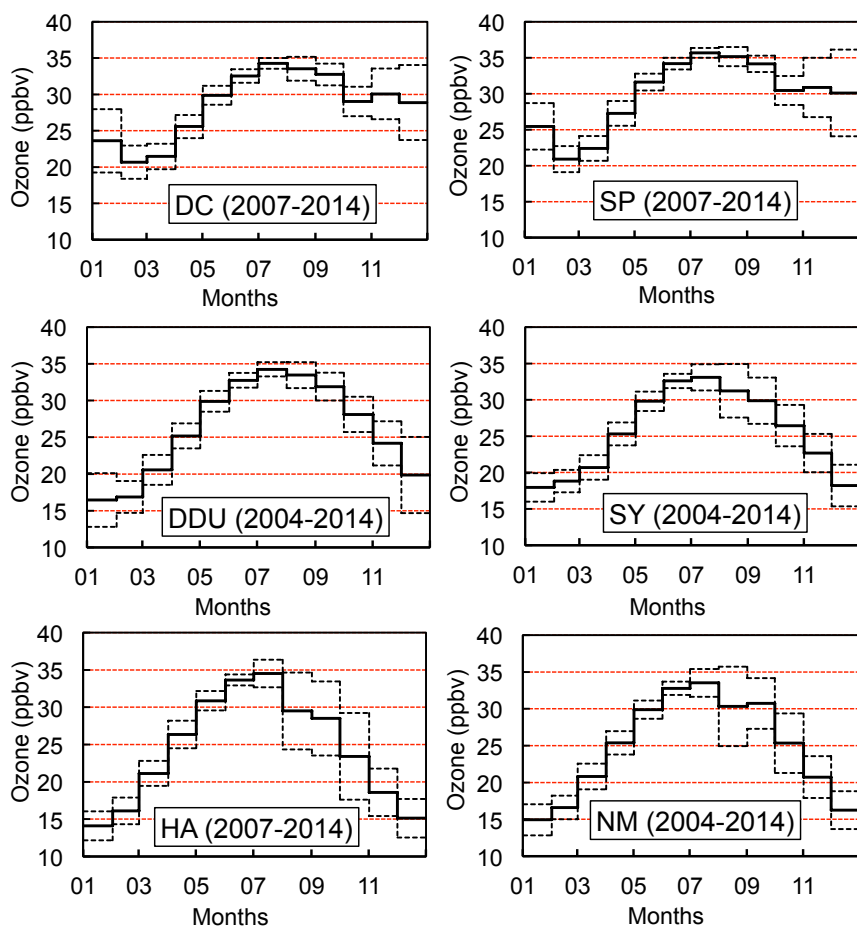 40
35
30
25
20
15
10
Ozone (ppbv)
DC (2007-2014)
01 03 05 07 09 11
Months
40
35
30
25
20
15
10
Ozone (ppbv)
SP (2007-2014)
01 03 05 07 09 11
Months
40
35
30
25
20
15
10
Ozone (ppbv)
DDU (2004-2014)
01 03 05 07 09 11
Months
40
35
30
25
20
15
10
Ozone (ppbv)
SY (2004-2014)
01 03 05 07 09 11
Months
40
35
30
25
20
15
10
Ozone (ppbv)
HA (2007-2014)
01 03 05 07 09 11
Months
40
35
30
25
20
15
10
Ozone (ppbv)
NM (2004-2014)
01 03 05 07 09 11
Months